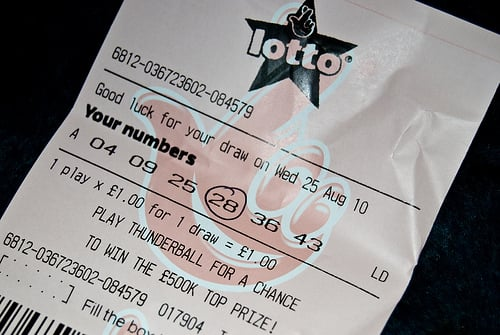 lotto
6812-036723602-084579
Good luck for your draw on Wed 25 Aug 10
Your numbers
A 04 09 25 28 36 43
LD
1 play x £1.00 for 1 draw = £1.00
PLAY THUNDERBALL FOR A CHANCE
TO WIN THE £500K TOP PRIZE!
6812-036723602-084579 017904
Fill the box